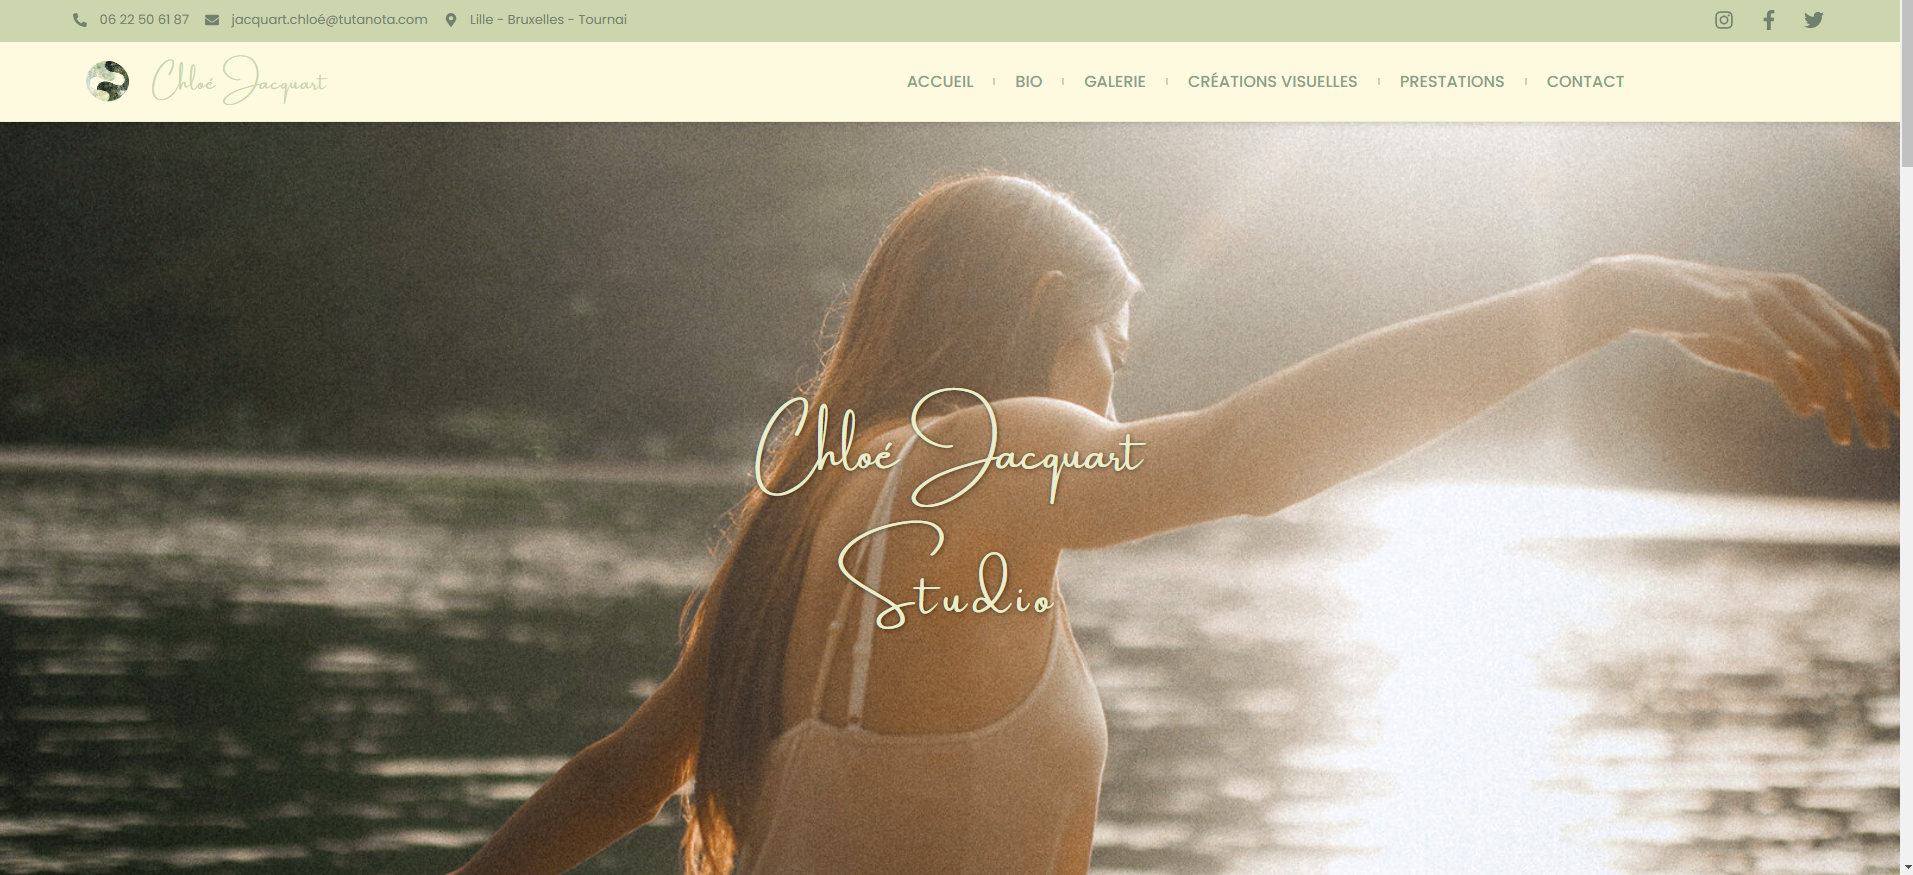 06 22 50 61 87 jacquart.chloé@tutanota.com Lille - Bruxelles - Tournai
Chloé Jacquart
ACCUEIL BIO GALERIE CRÉATIONS VISUELLES PRESTATIONS CONTACT
Chloé Jacquart
Studio